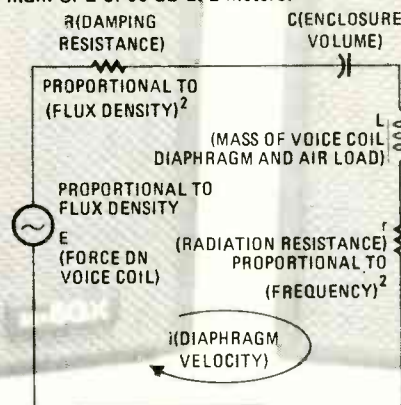 R(DAMPING
RESISTANCE)
C(ENCLOSURE
VOLUME)
PROPORTIONAL TO
(FLUX DENSITY)²
L
(MASS OF VOICE COIL
DIAPHRAGM AND AIR LOAD)
PROPORTIONAL TO
FLUX DENSITY
E
(FORCE ON
VOICE COIL)
r
(RADIATION RESISTANCE)
PROPORTIONAL TO
(FREQUENCY)²
i(DIAPHRAGM
VELOCITY)